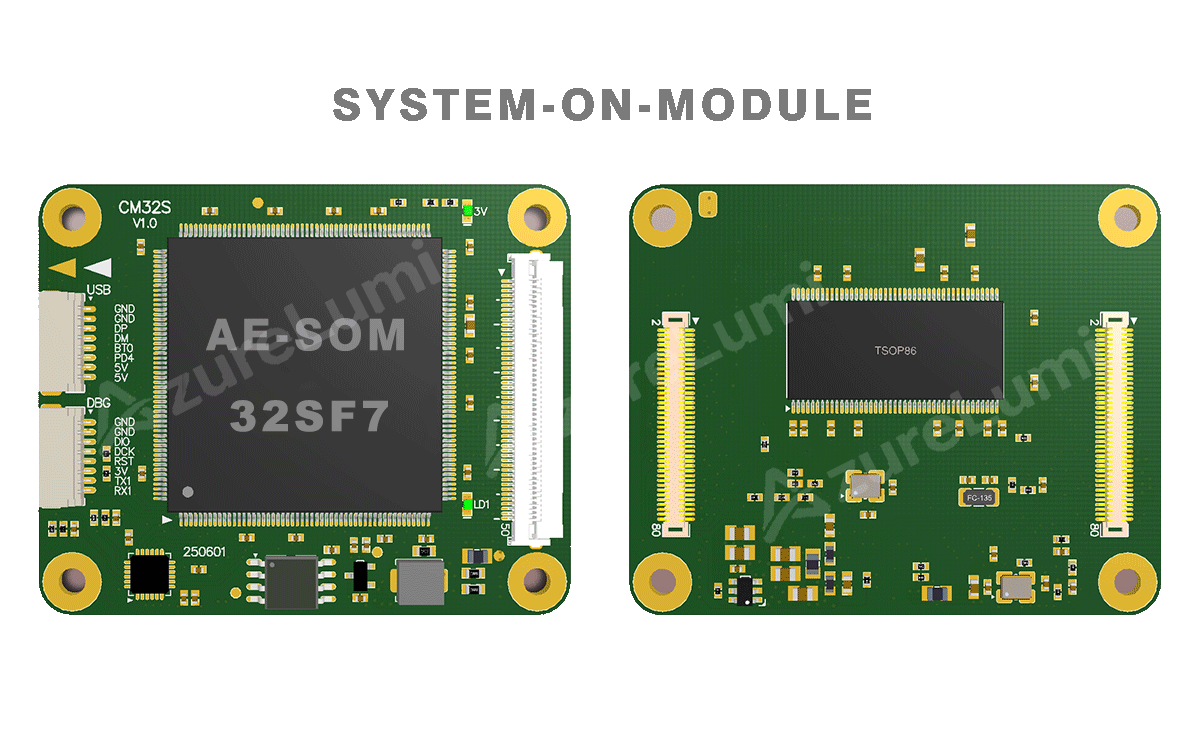 SYSTEM-ON-MODULE
CM32S
V1.0
3V
USB
GND
GND
DP
DM
BT0
PD4
5V
5V
DBG
GND
GND
DIO
DCK
RST
3V
TX1
RX1
AE-SOM
32SF7
LD1
50
250601
AzureLumi
2
80
TSOP86
FC-135
2
80
AzureLumi